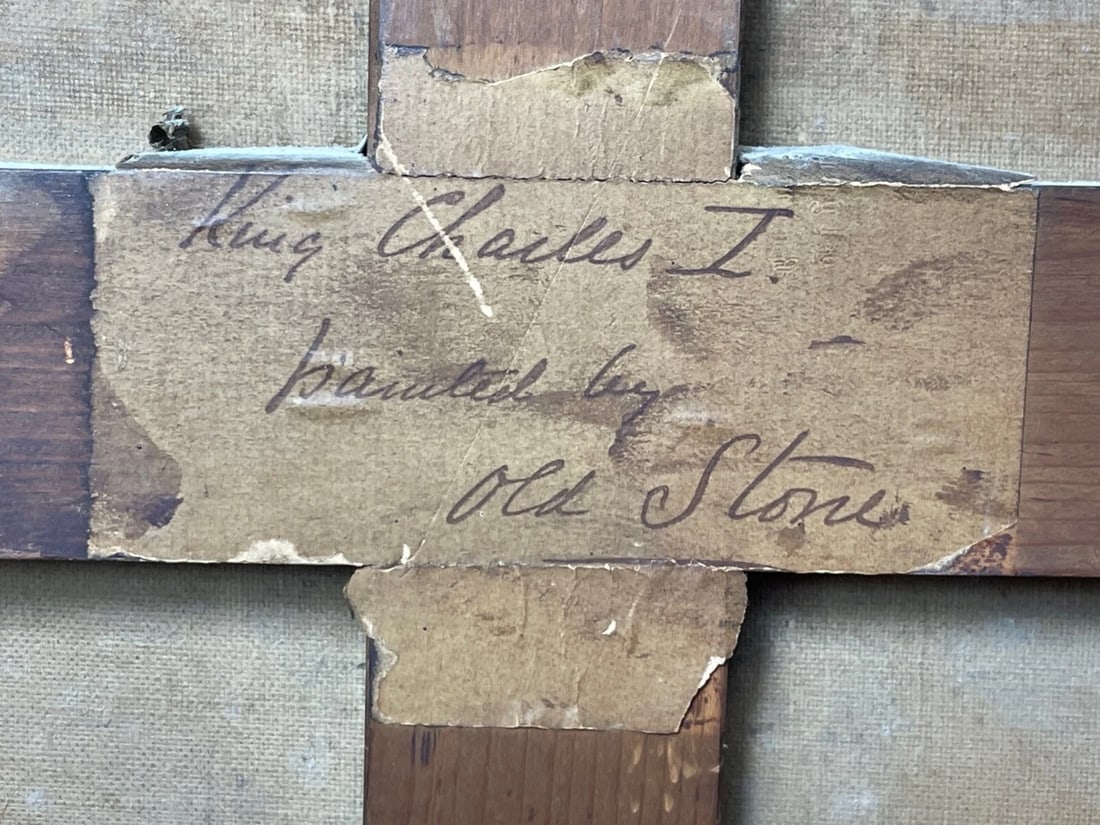 King Charles I.
painted by
Old Stone